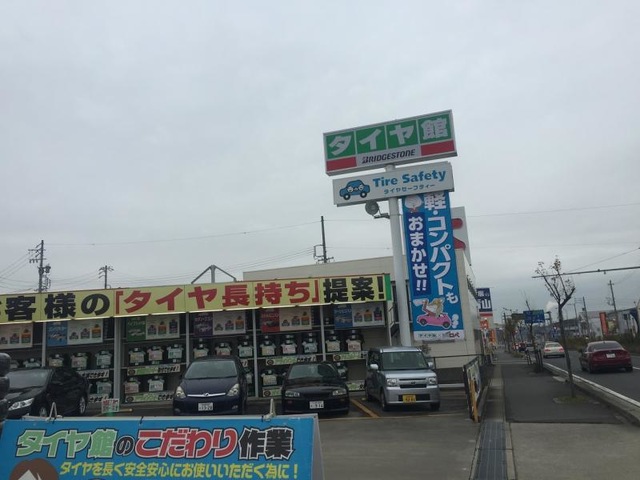 タイヤ館
BRIDGESTONE
Tire Safety
タイヤセーフティー
軽・コンパクトも
おまかせ!!
お客様の「タイヤ長持ち」提案!
タイヤ館のこだわり作業
タイヤを長く安全安心にお使いいただく為に!